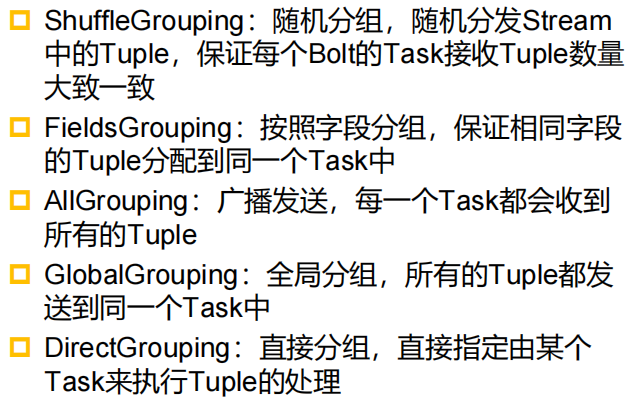 ShuffleGrouping：随机分组，随机分发Stream
中的Tuple，保证每个Bolt的Task接收Tuple数量
大致一致
FieldsGrouping：按照字段分组，保证相同字段
的Tuple分配到同一个Task中
AllGrouping：广播发送，每一个Task都会收到
所有的Tuple
GlobalGrouping：全局分组，所有的Tuple都发
送到同一个Task中
DirectGrouping：直接分组，直接指定由某个
Task来执行Tuple的处理